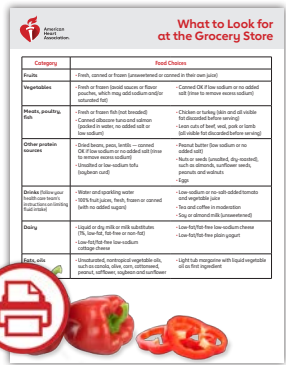 American
Heart
Association.
What to Look for
at the Grocery Store
Category
Food Choices
Fruits
• Fresh, canned or frozen (unsweetened or canned in their own juice)
Vegetables
• Fresh or frozen (avoid sauces or flavor
pouches, which may add sodium and/or
saturated fat)
• Canned OK if low sodium or no added
salt (rinse to remove excess sodium)
Meats, poultry,
fish
• Fresh or frozen fish (not breaded)
• Canned albacore tuna and salmon
(packed in water, no added salt or
low sodium)
• Chicken or turkey (skin and all visible
fat discarded before serving)
• Lean cuts of beef, veal, pork or lamb
(all visible fat discarded before serving)
Other protein
sources
• Dried beans, peas, lentils — canned
OK if low sodium or no added salt (rinse
to remove excess sodium)
• Unsalted or low-sodium tofu
(soybean curd)
• Peanut butter (low sodium or no
added salt)
• Nuts or seeds (unsalted, dry-roasted),
such as almonds, sunflower seeds,
peanuts and walnuts
• Eggs
Drinks (follow your
health care team's
instructions on limiting
fluid intake)
• Water and sparkling water
• 100% fruit juices, fresh, frozen or canned
(with no added sugars)
• Low-sodium or no-salt-added tomato
and vegetable juice
• Tea and coffee in moderation
• Soy or almond milk (unsweetened)
Dairy
• Liquid or dry milk or milk substitutes
(1%, low-fat, fat-free or non-fat)
• Low-fat/fat-free low-sodium
cottage cheese
• Low-fat/fat-free low-sodium cheese
• Low-fat/fat-free plain yogurt
Fats, oils
• Unsaturated, nontropical vegetable oils,
such as canola, olive, corn, cottonseed,
peanut, safflower, soybean and sunflower
• Light tub margarine with liquid vegetable
oil as first ingredient